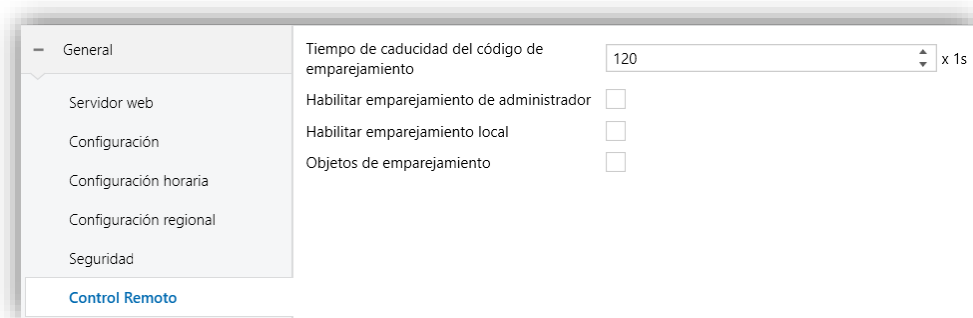 − General
Servidor web
Configuración
Configuración horaria
Configuración regional
Seguridad
Control Remoto
Tiempo de caducidad del código de
emparejamiento
120
x 1s
Habilitar emparejamiento de administrador
Habilitar emparejamiento local
Objetos de emparejamiento